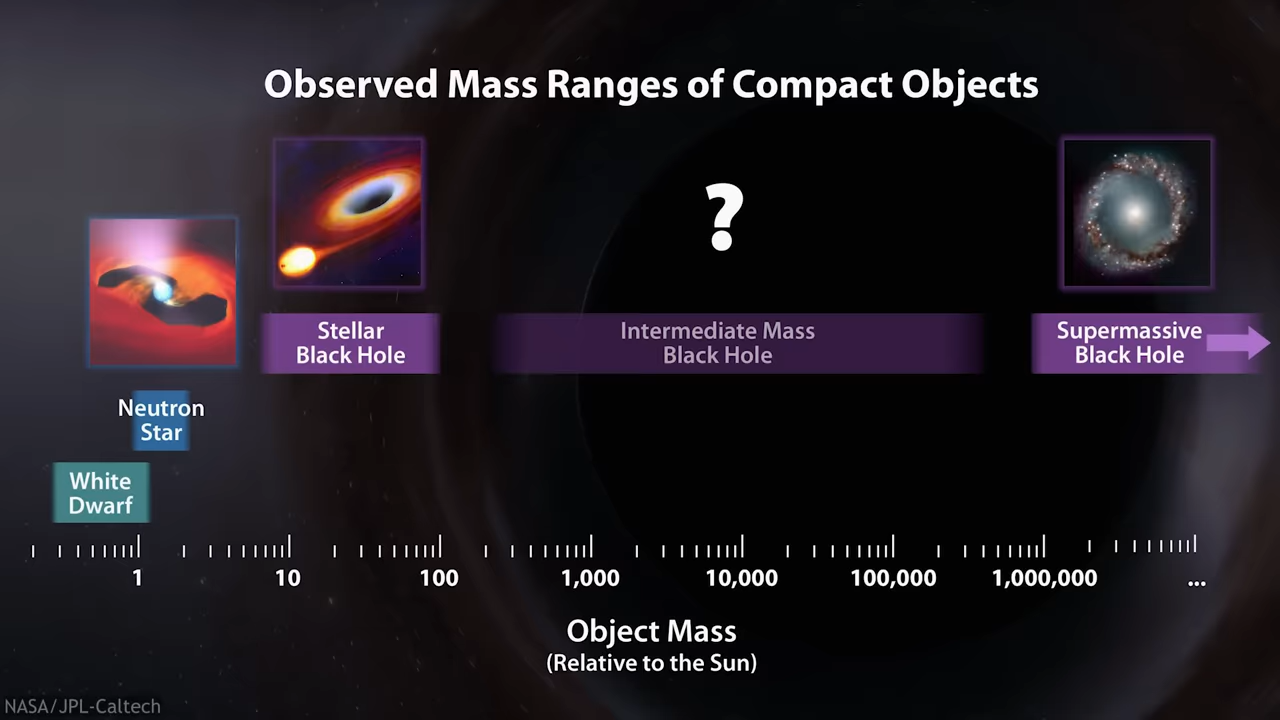 Observed Mass Ranges of Compact Objects
?
Stellar
Black Hole
Intermediate Mass
Black Hole
Supermassive
Black Hole
Neutron
Star
White
Dwarf
1 10 100 1,000 10,000 100,000 1,000,000 ...
Object Mass
(Relative to the Sun)
NASA/JPL-Caltech